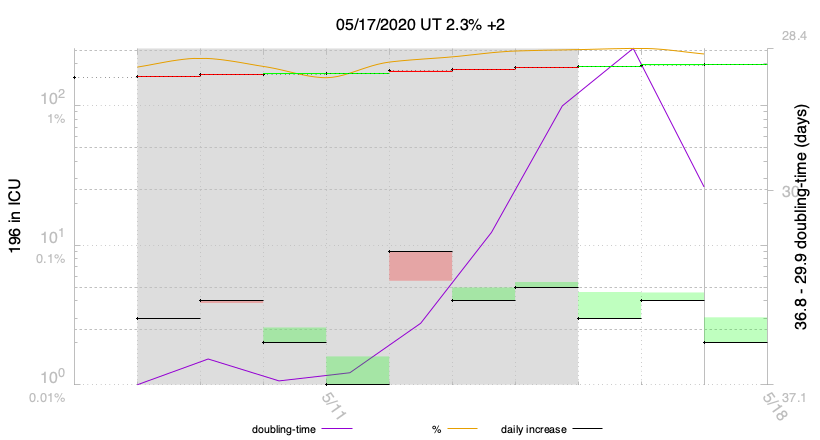 05/17/2020 UT 2.3% +2
28.4
10²
1%
30
10¹
0.1%
10⁰
0.01%
37.1
196 in ICU
36.8 - 29.9 doubling-time (days)
5/11
5/18
doubling-time
%
daily increase